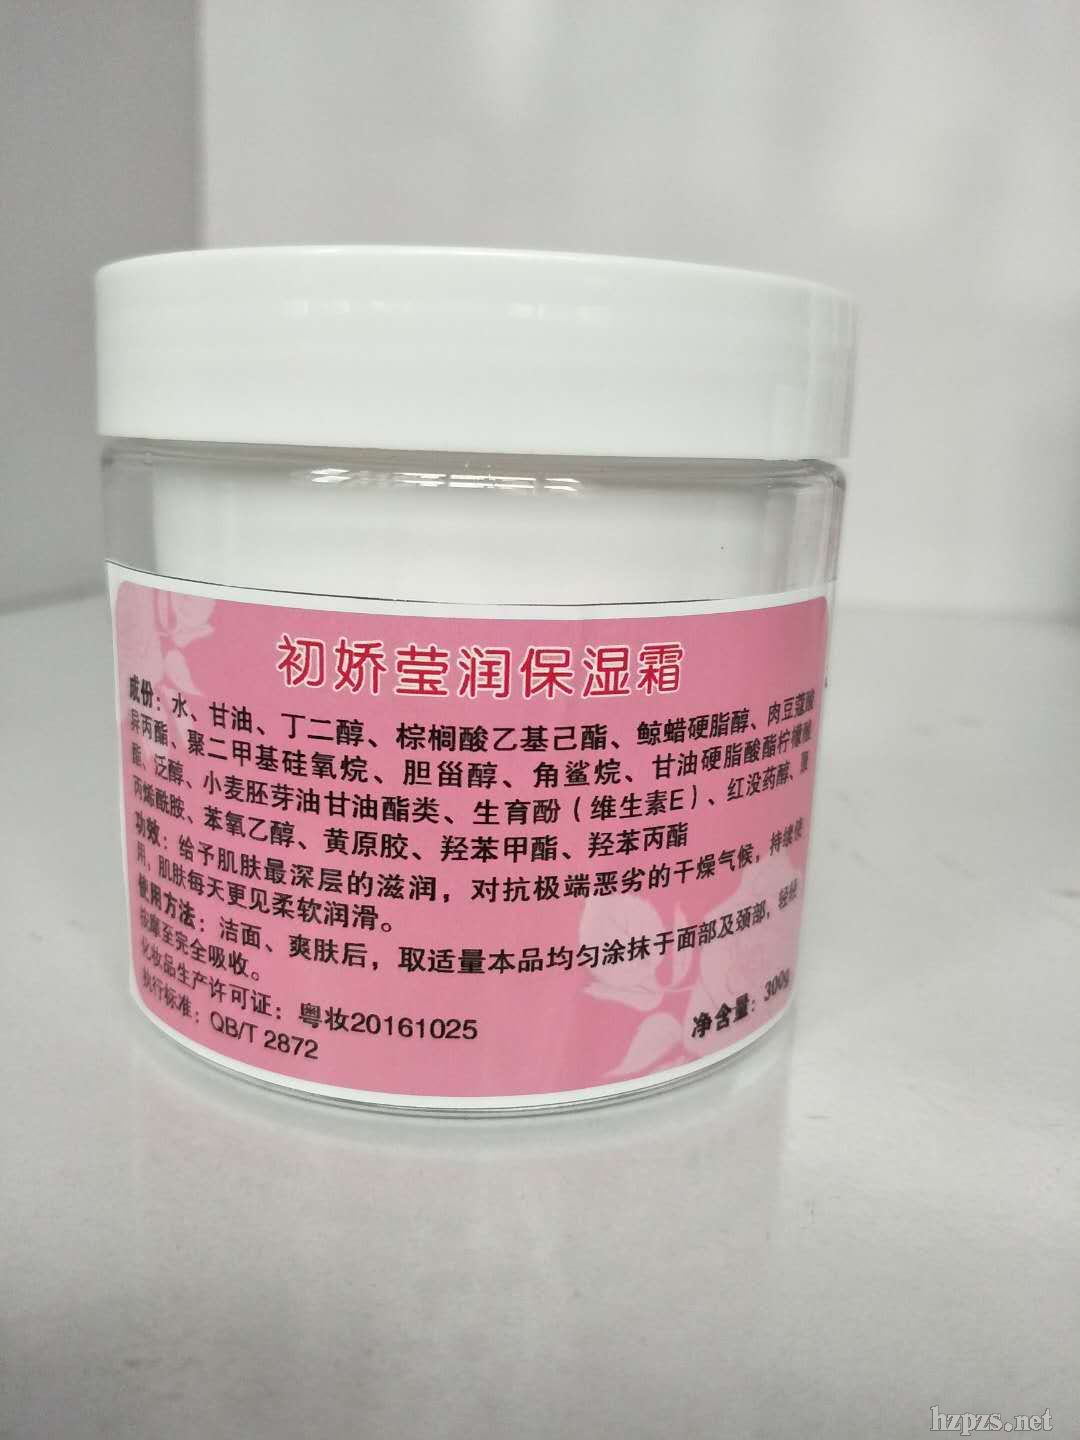 初娇莹润保湿霜
成份：水、甘油、丁二醇、棕榈酸乙基己酯、鲸蜡硬脂醇、肉豆蔻酸
异丙酯、聚二甲基硅氧烷、胆甾醇、角鲨烷、甘油硬脂酸酯柠檬酸
酯、泛醇、小麦胚芽油甘油酯类、生育酚（维生素E）、红没药醇、聚
丙烯酰胺、苯氧乙醇、黄原胶、羟苯甲酯、羟苯丙酯
功效：给予肌肤最深层的滋润，对抗极端恶劣的干燥气候，持续使
用，肌肤每天更见柔软润滑。
使用方法：洁面、爽肤后，取适量本品均匀涂抹于面部及颈部，轻轻
按摩至完全吸收。
化妆品生产许可证：粤妆20161025
执行标准：QB/T 2872
净含量：300g
hzpzs.net